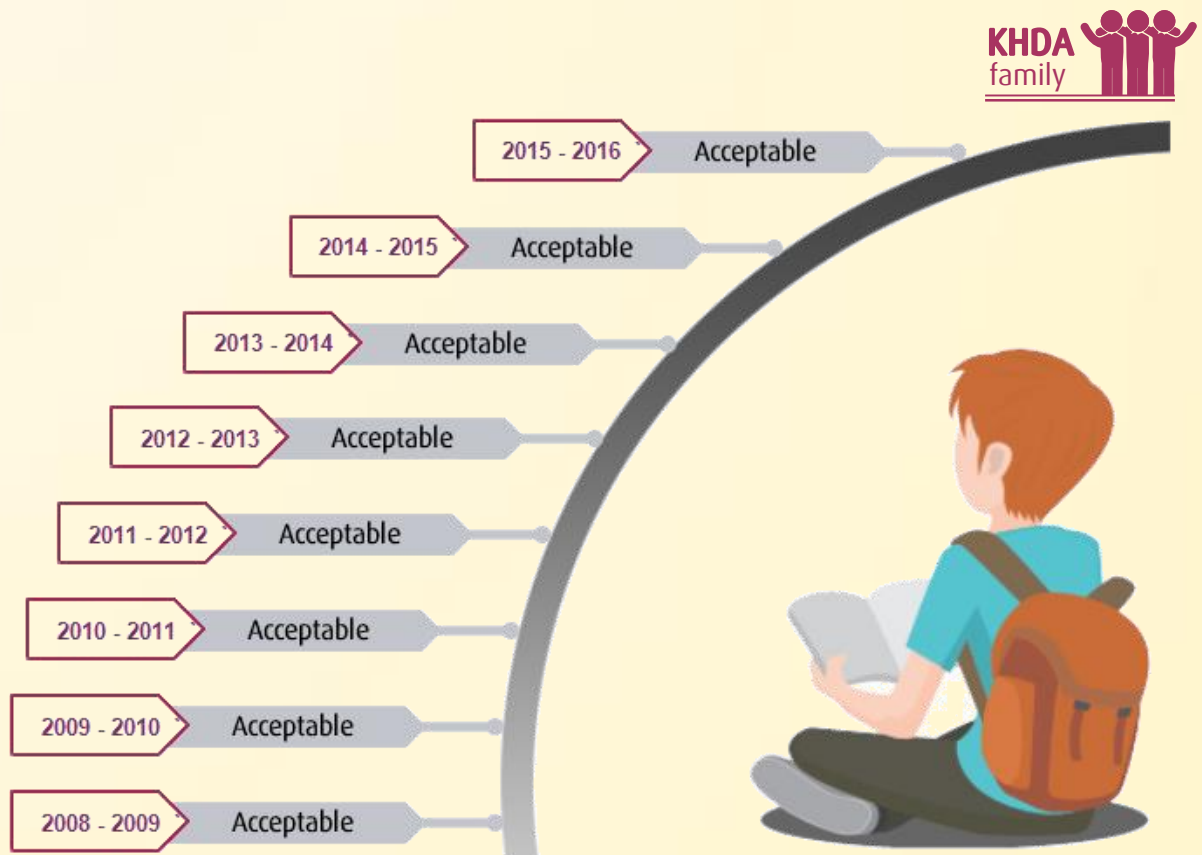 KHDA
family
2015 - 2016 Acceptable
2014 - 2015 Acceptable
2013 - 2014 Acceptable
2012 - 2013 Acceptable
2011 - 2012 Acceptable
2010 - 2011 Acceptable
2009 - 2010 Acceptable
2008 - 2009 Acceptable